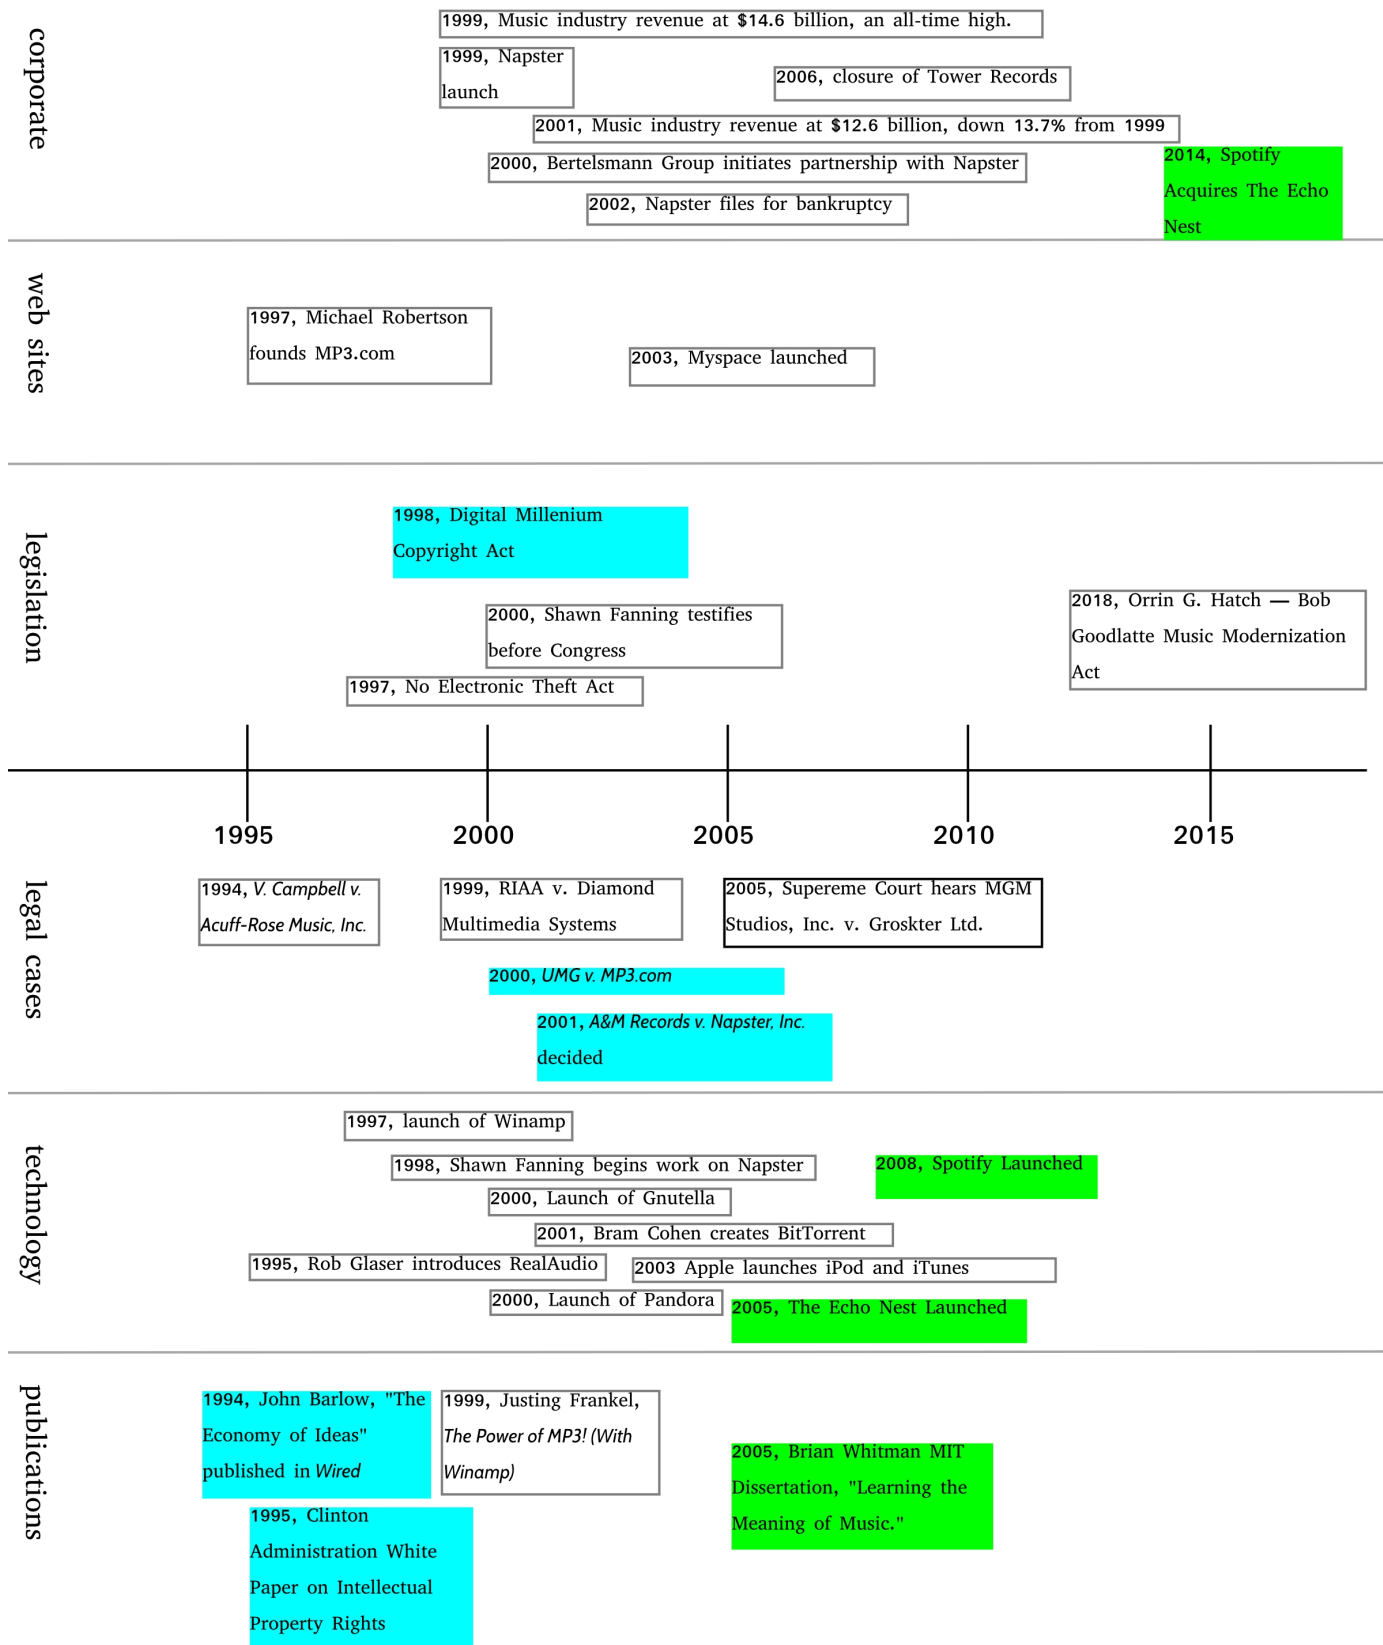 corporate
1999, Music industry revenue at $14.6 billion, an all-time high.
1999, Napster
launch
2006, closure of Tower Records
2001, Music industry revenue at $12.6 billion, down 13.7% from 1999
2000, Bertelsmann Group initiates partnership with Napster
2014, Spotify
Acquires The Echo
Nest
2002, Napster files for bankruptcy
web sites
1997, Michael Robertson
founds MP3.com
2003, Myspace launched
legislation
1998, Digital Millenium
Copyright Act
2000, Shawn Fanning testifies
before Congress
2018, Orrin G. Hatch — Bob
Goodlatte Music Modernization
Act
1997, No Electronic Theft Act
1995 2000 2005 2010 2015
legal cases
1994, V. Campbell v.
Acuff-Rose Music, Inc.
1999, RIAA v. Diamond
Multimedia Systems
2005, Supereme Court hears MGM
Studios, Inc. v. Groskter Ltd.
2000, UMG v. MP3.com
2001, A&M Records v. Napster, Inc.
decided
technology
1997, launch of Winamp
1998, Shawn Fanning begins work on Napster
2008, Spotify Launched
2000, Launch of Gnutella
2001, Bram Cohen creates BitTorrent
1995, Rob Glaser introduces RealAudio
2003 Apple launches iPod and iTunes
2000, Launch of Pandora
2005, The Echo Nest Launched
publications
1994, John Barlow, "The
Economy of Ideas"
published in Wired
1999, Justing Frankel,
The Power of MP3! (With
Winamp)
2005, Brian Whitman MIT
Dissertation, "Learning the
Meaning of Music."
1995, Clinton
Administration White
Paper on Intellectual
Property Rights